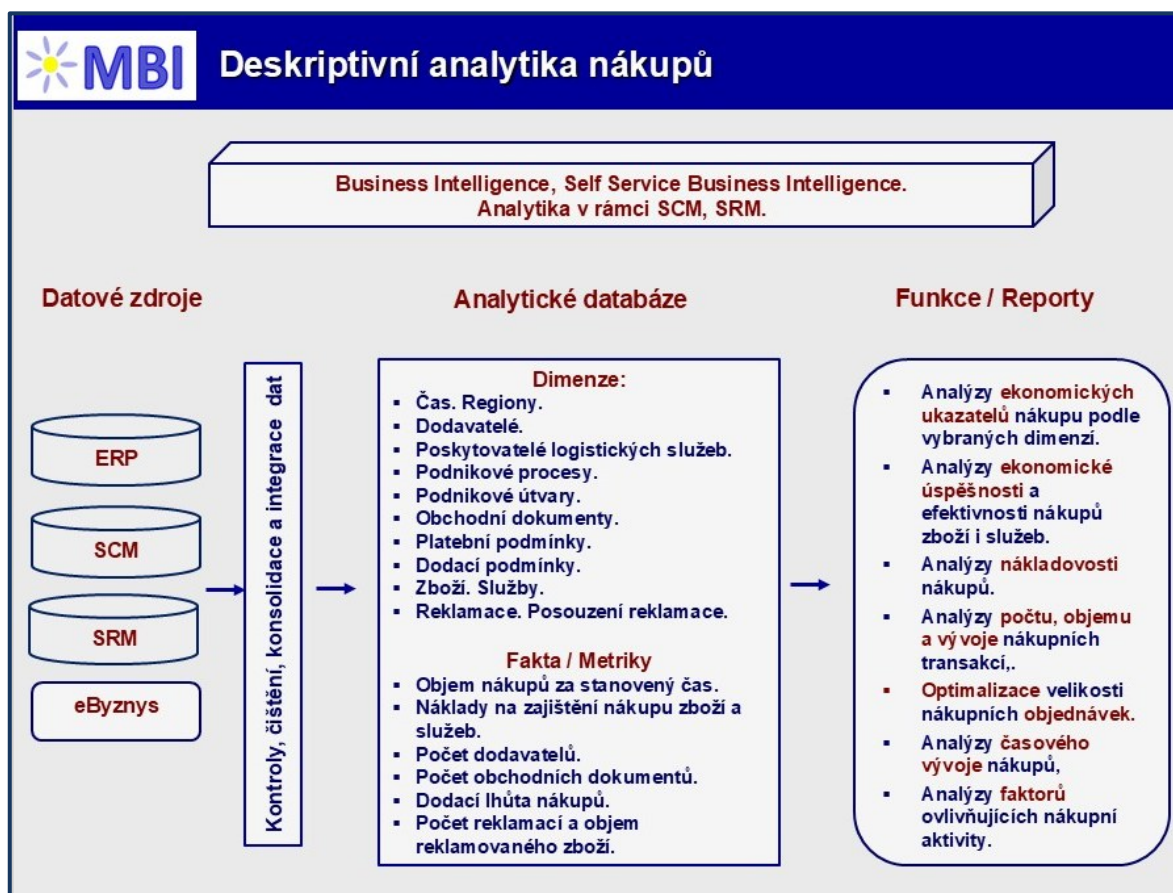 MBI
Deskriptivní analytika nákupů
Business Intelligence, Self Service Business Intelligence.
Analytika v rámci SCM, SRM.
Datové zdroje
ERP
SCM
SRM
eByznys
Kontroly, čištění, konsolidace a integrace dat
Analytické databáze
Dimenze:
▪ Čas. Regiony.
▪ Dodavatelé.
▪ Poskytovatelé logistických služeb.
▪ Podnikové procesy.
▪ Podnikové útvary.
▪ Obchodní dokumenty.
▪ Platební podmínky.
▪ Dodací podmínky.
▪ Zboží. Služby.
▪ Reklamace. Posouzení reklamace.
Fakta / Metriky
▪ Objem nákupů za stanovený čas.
▪ Náklady na zajištění nákupu zboží a
služeb.
▪ Počet dodavatelů.
▪ Počet obchodních dokumentů.
▪ Dodací lhůta nákupů.
▪ Počet reklamací a objem
reklamovaného zboží.
Funkce / Reporty
▪ Analýzy ekonomických
ukazatelů nákupu podle
vybraných dimenzí.
▪ Analýzy ekonomické
úspěšnosti a
efektivnosti nákupů
zboží i služeb.
▪ Analýzy nákladovosti
nákupů.
▪ Analýzy počtu, objemu
a vývoje nákupních
transakcí,.
▪ Optimalizace velikosti
nákupních objednávek.
▪ Analýzy časového
vývoje nákupů,
▪ Analýzy faktorů
ovlivňujících nákupní
aktivity.